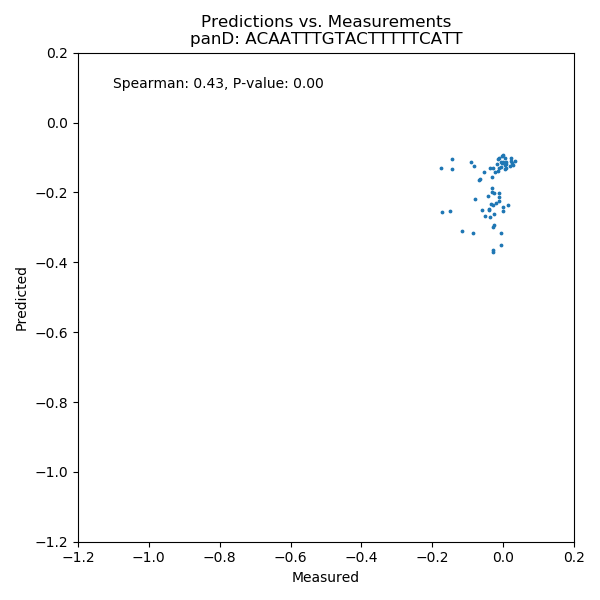 Predictions vs. Measurements
panD: ACAATTTGTACTTTTTCATT
Spearman: 0.43, P-value: 0.00
0.2
0.0
−0.2
−0.4
−0.6
−0.8
−1.0
−1.2
Predicted
−1.2 −1.0 −0.8 −0.6 −0.4 −0.2 0.0 0.2
Measured